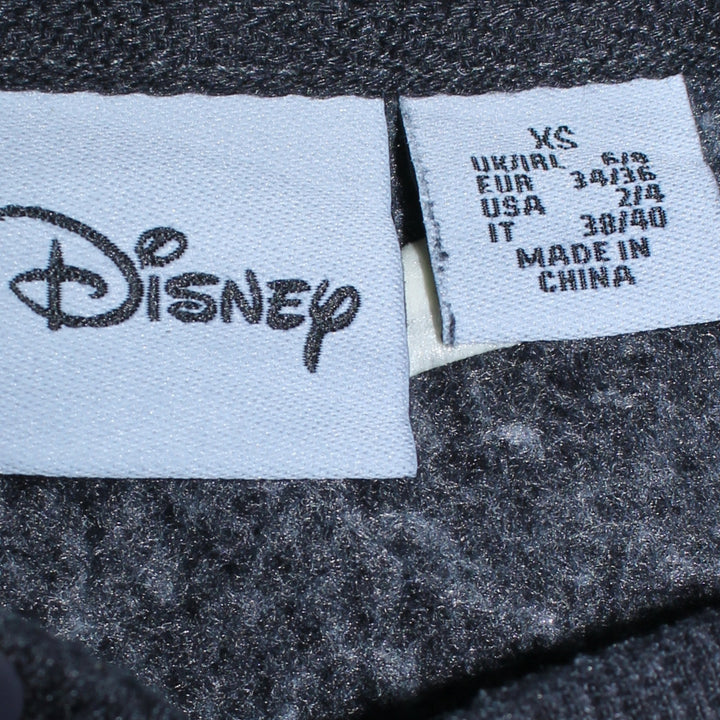 Disney
XS
UK/IRL 6/8
EUR 34/36
USA 2/4
IT 38/40
MADE IN
CHINA